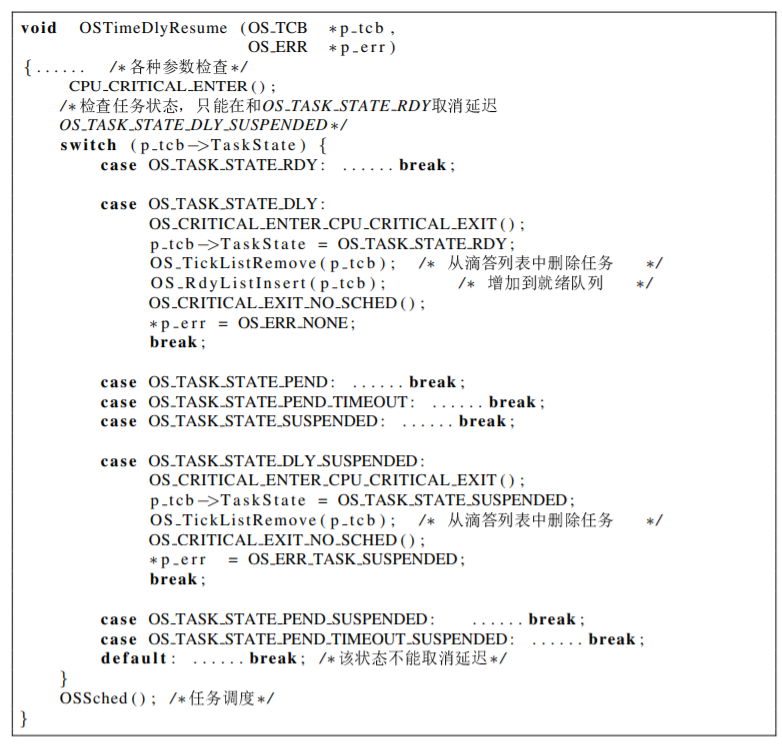 void OSTimeDlyResume (OS_TCB *p_tcb ,
OS_ERR *p_err)
{...... /*各种参数检查*/
CPU_CRITICAL_ENTER();
/*检查任务状态，只能在和OS_TASK_STATE_RDY取消延迟
OS_TASK_STATE_DLY_SUSPENDED*/
switch (p_tcb->TaskState) {
case OS_TASK_STATE_RDY: ......break;
case OS_TASK_STATE_DLY:
OS_CRITICAL_ENTER_CPU_CRITICAL_EXIT();
p_tcb->TaskState = OS_TASK_STATE_RDY;
OS_TickListRemove(p_tcb); /* 从滴答列表中删除任务 */
OS_RdyListInsert(p_tcb); /* 增加到就绪队列 */
OS_CRITICAL_EXIT_NO_SCHED();
*p_err = OS_ERR_NONE;
break;
case OS_TASK_STATE_PEND: ......break;
case OS_TASK_STATE_PEND_TIMEOUT: ......break;
case OS_TASK_STATE_SUSPENDED: ......break;
case OS_TASK_STATE_DLY_SUSPENDED:
OS_CRITICAL_ENTER_CPU_CRITICAL_EXIT();
p_tcb->TaskState = OS_TASK_STATE_SUSPENDED;
OS_TickListRemove(p_tcb); /* 从滴答列表中删除任务 */
OS_CRITICAL_EXIT_NO_SCHED();
*p_err = OS_ERR_TASK_SUSPENDED;
break;
case OS_TASK_STATE_PEND_SUSPENDED: ......break;
case OS_TASK_STATE_PEND_TIMEOUT_SUSPENDED: ......break;
default: ......break; /*该状态不能取消延迟*/
}
OSSched(); /*任务调度*/
}